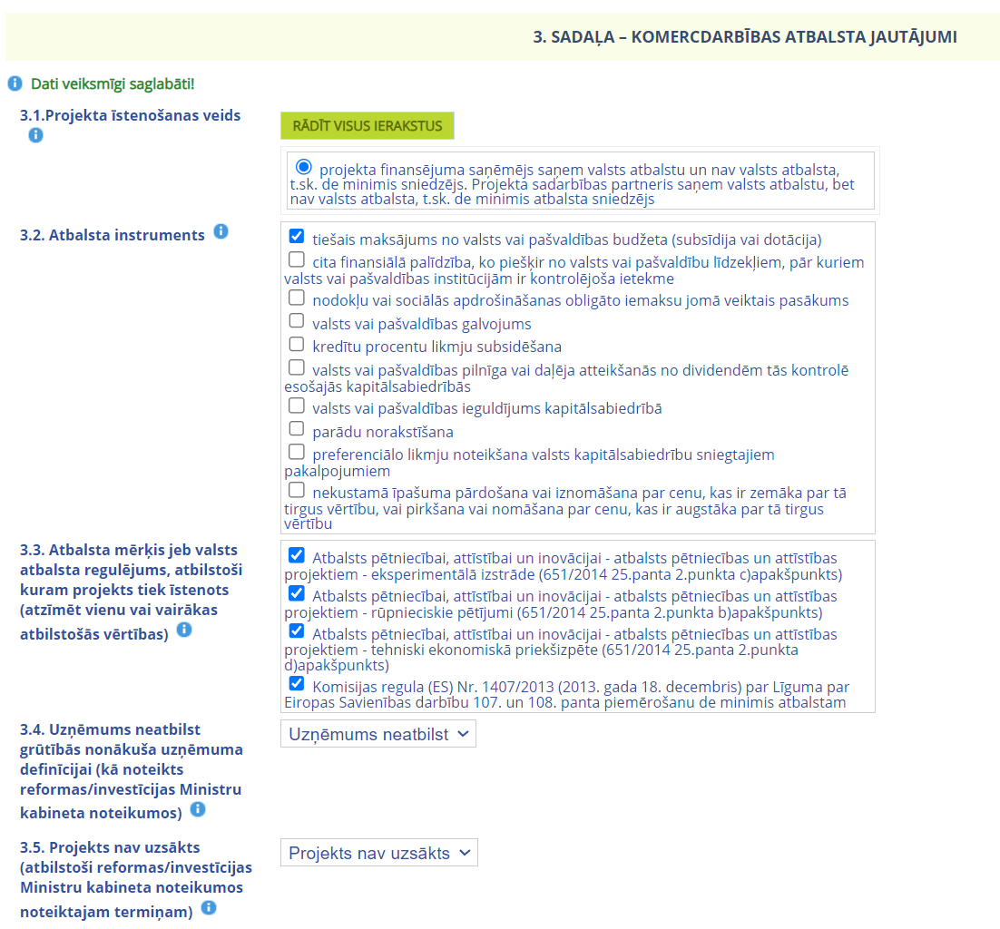 3. SADAĻA – KOMERCDARBĪBAS ATBALSTA JAUTĀJUMI
Dati veiksmīgi saglabāti!
3.1.Projekta īstenošanas veids
RĀDĪT VISUS IERAKSTUS
projekta finansējuma saņēmējs saņem valsts atbalstu un nav valsts atbalsta,
t.sk. de minimis sniedzējs. Projekta sadarbības partneris saņem valsts atbalstu, bet
nav valsts atbalsta, t.sk. de minimis atbalsta sniedzējs
3.2. Atbalsta instruments
tiešais maksājums no valsts vai pašvaldības budžeta (subsīdija vai dotācija)
cita finansiālā palīdzība, ko piešķir no valsts vai pašvaldību līdzekļiem, pār kuriem
valsts vai pašvaldības institūcijām ir kontrolējoša ietekme
nodokļu vai sociālās apdrošināšanas obligāto iemaksu jomā veiktais pasākums
valsts vai pašvaldības galvojums
kredītu procentu likmju subsidēšana
valsts vai pašvaldības pilnīga vai daļēja atteikšanās no dividendēm tās kontrolē
esošajās kapitālsabiedrībās
valsts vai pašvaldības ieguldījums kapitālsabiedrībā
parādu norakstīšana
preferenciālo likmju noteikšana valsts kapitālsabiedrību sniegtajiem
pakalpojumiem
nekustamā īpašuma pārdošana vai iznomāšana par cenu, kas ir zemāka par tā
tirgus vērtību, vai pirkšana vai nomāšana par cenu, kas ir augstāka par tā tirgus
vērtību
3.3. Atbalsta mērķis jeb valsts
atbalsta regulējums, atbilstoši
kuram projekts tiek īstenots
(atzīmēt vienu vai vairākas
atbilstošās vērtības)
Atbalsts pētniecībai, attīstībai un inovācijai - atbalsts pētniecības un attīstības
projektiem - eksperimentālā izstrāde (651/2014 25.panta 2.punkta c)apakšpunkts)
Atbalsts pētniecībai, attīstībai un inovācijai - atbalsts pētniecības un attīstības
projektiem - rūpnieciskie pētījumi (651/2014 25.panta 2.punkta b)apakšpunkts)
Atbalsts pētniecībai, attīstībai un inovācijai - atbalsts pētniecības un attīstības
projektiem - tehniski ekonomiskā priekšizpēte (651/2014 25.panta 2.punkta
d)apakšpunkts)
Komisijas regula (ES) Nr. 1407/2013 (2013. gada 18. decembris) par Līguma par
Eiropas Savienības darbību 107. un 108. panta piemērošanu de minimis atbalstam
3.4. Uzņēmums neatbilst
grūtībās nonākuša uzņēmuma
definīcijai (kā noteikts
reformas/investīcijas Ministru
kabineta noteikumos)
Uzņēmums neatbilst
3.5. Projekts nav uzsākts
(atbilstoši reformas/investīcijas
Ministru kabineta noteikumos
noteiktajam termiņam)
Projekts nav uzsākts